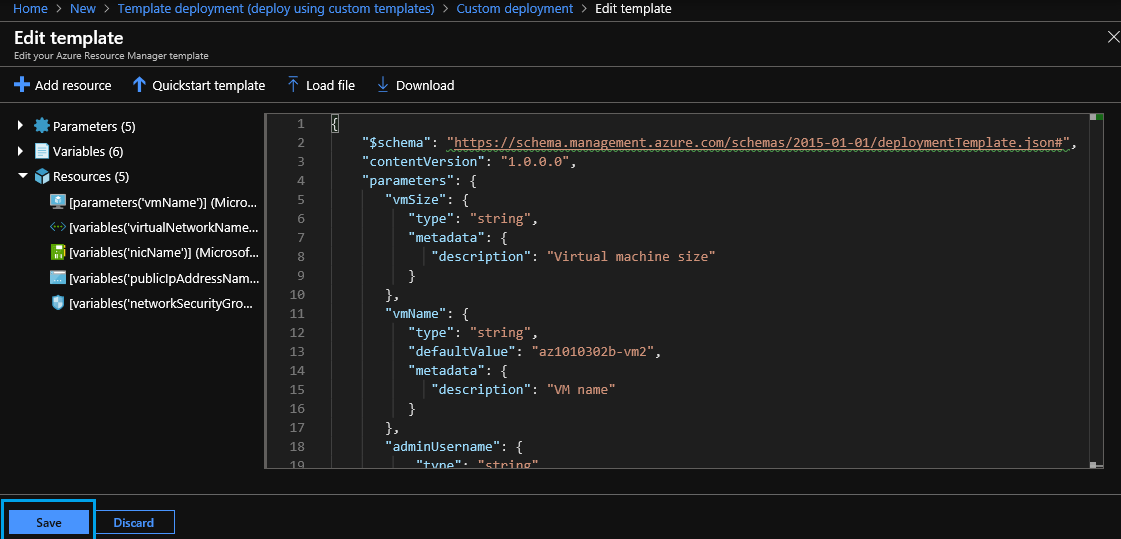 Home > New > Template deployment (deploy using custom templates) > Custom deployment > Edit template
Edit template
Edit your Azure Resource Manager template
Add resource Quickstart template Load file Download
Parameters (5)
Variables (6)
Resources (5)
[parameters('vmName')] (Micro...
[variables('virtualNetworkName...
[variables('nicName')] (Microsof...
[variables('publicIpAddressNam...
[variables('networkSecurityGro...
1 {
2 "$schema": "https://schema.management.azure.com/schemas/2015-01-01/deploymentTemplate.json#",
3 "contentVersion": "1.0.0.0",
4 "parameters": {
5 "vmSize": {
6 "type": "string",
7 "metadata": {
8 "description": "Virtual machine size"
9 }
10 },
11 "vmName": {
12 "type": "string",
13 "defaultValue": "az1010302b-vm2",
14 "metadata": {
15 "description": "VM name"
16 }
17 },
18 "adminUsername": {
19 "type": "string"
Save Discard